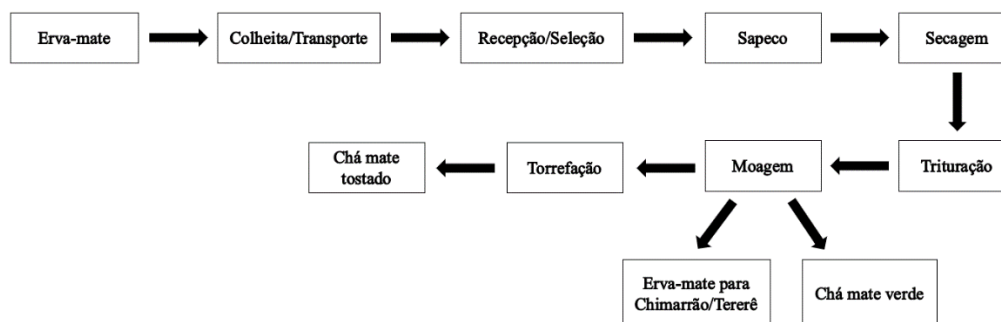 Erva-mate
Colheita/Transporte
Recepção/Seleção
Sapeco
Secagem
Trituração
Moagem
Torrefação
Chá mate
tostado
Erva-mate para
Chimarrão/Tererê
Chá mate verde